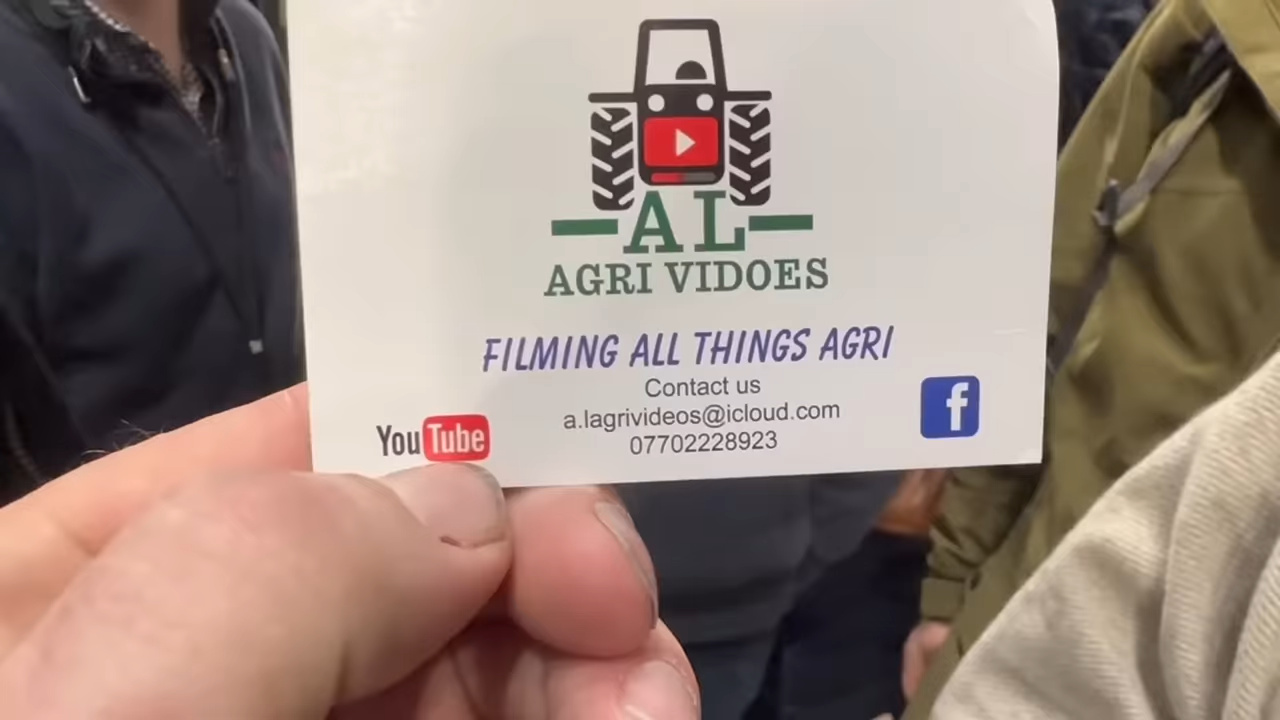 AL
AGRI VIDOES
FILMING ALL THINGS AGRI
Contact us
a.lagrivideos@icloud.com
07702228923
YouTube
f